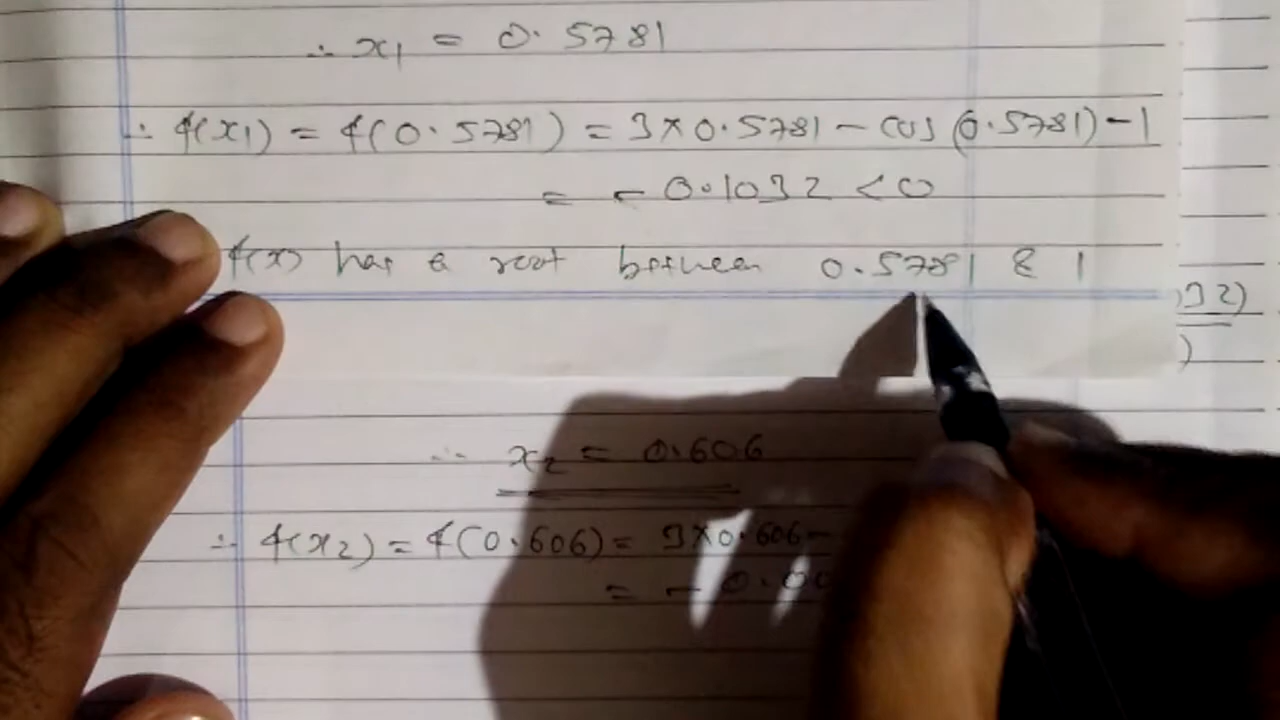 ∴ x₁ = 0.5781
∴ f(x₁) = f(0.5781) = 3×0.5781 – cos(0.5781) – 1
= – 0.1032 < 0
f(x) has a root between 0.5781 & 1
32)
)
∴ x₂ = 0.606
∴ f(x₂) = f(0.606) = 3×0.606 –
= – 0.00